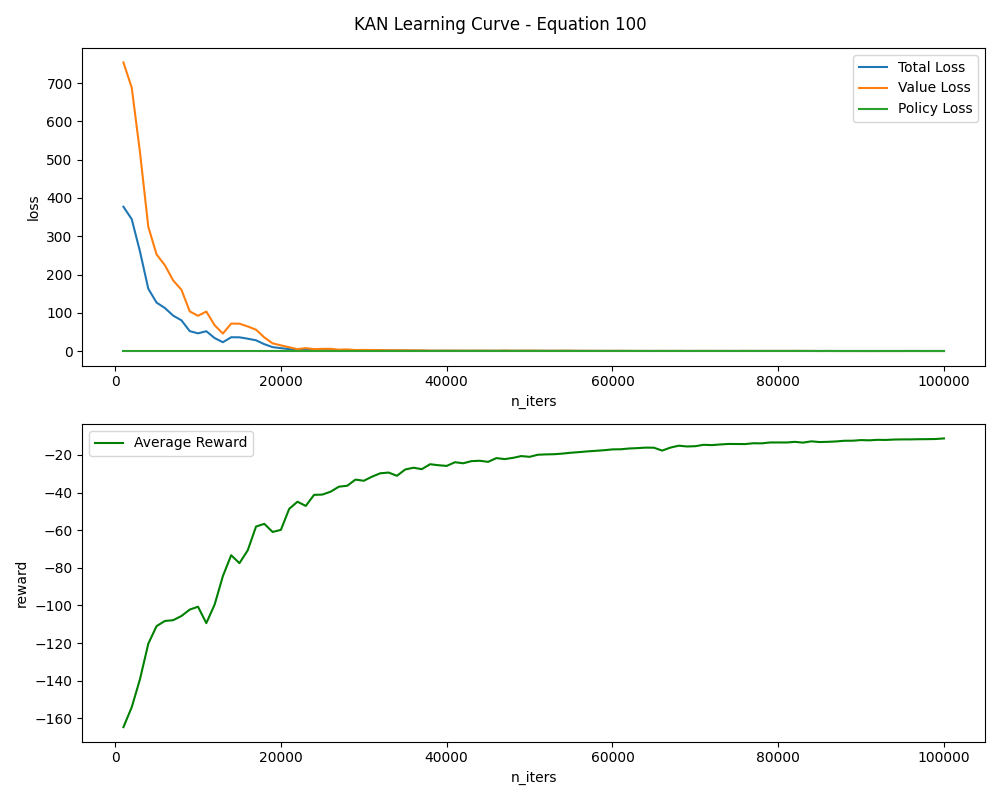 KAN Learning Curve - Equation 100
Total Loss
Value Loss
Policy Loss
700
600
500
400
300
200
100
0
loss
0 20000 40000 60000 80000 100000
n_iters
Average Reward
−20
−40
−60
−80
−100
−120
−140
−160
reward
0 20000 40000 60000 80000 100000
n_iters